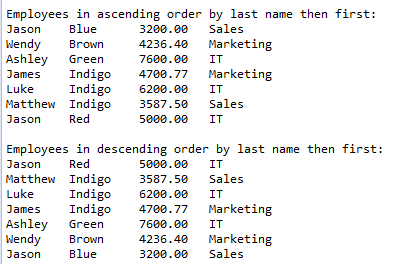 Employees in ascending order by last name then first:
Jason    Blue      3200.00   Sales
Wendy    Brown     4236.40   Marketing
Ashley   Green     7600.00   IT
James    Indigo    4700.77   Marketing
Luke     Indigo    6200.00   IT
Matthew  Indigo    3587.50   Sales
Jason    Red       5000.00   IT

Employees in descending order by last name then first:
Jason    Red       5000.00   IT
Matthew  Indigo    3587.50   Sales
Luke     Indigo    6200.00   IT
James    Indigo    4700.77   Marketing
Ashley   Green     7600.00   IT
Wendy    Brown     4236.40   Marketing
Jason    Blue      3200.00   Sales